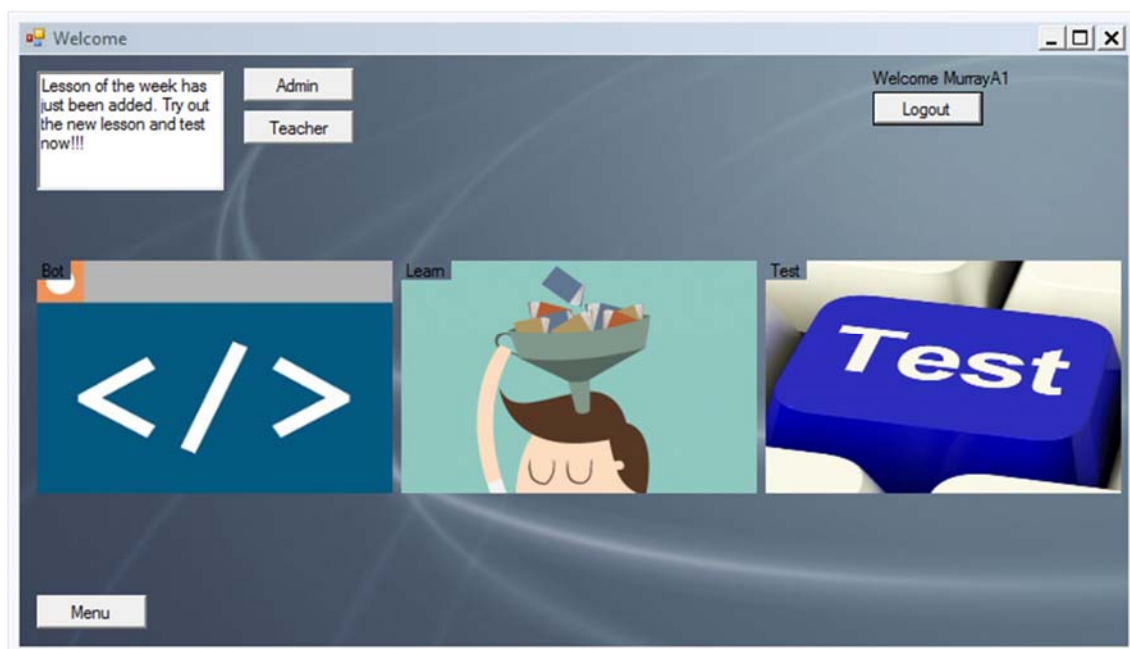 Welcome
Lesson of the week has
just been added. Try out
the new lesson and test
now!!!
Admin
Teacher
Welcome MurrayA1
Logout
Bot
Learn
Test
</>
Test
Menu